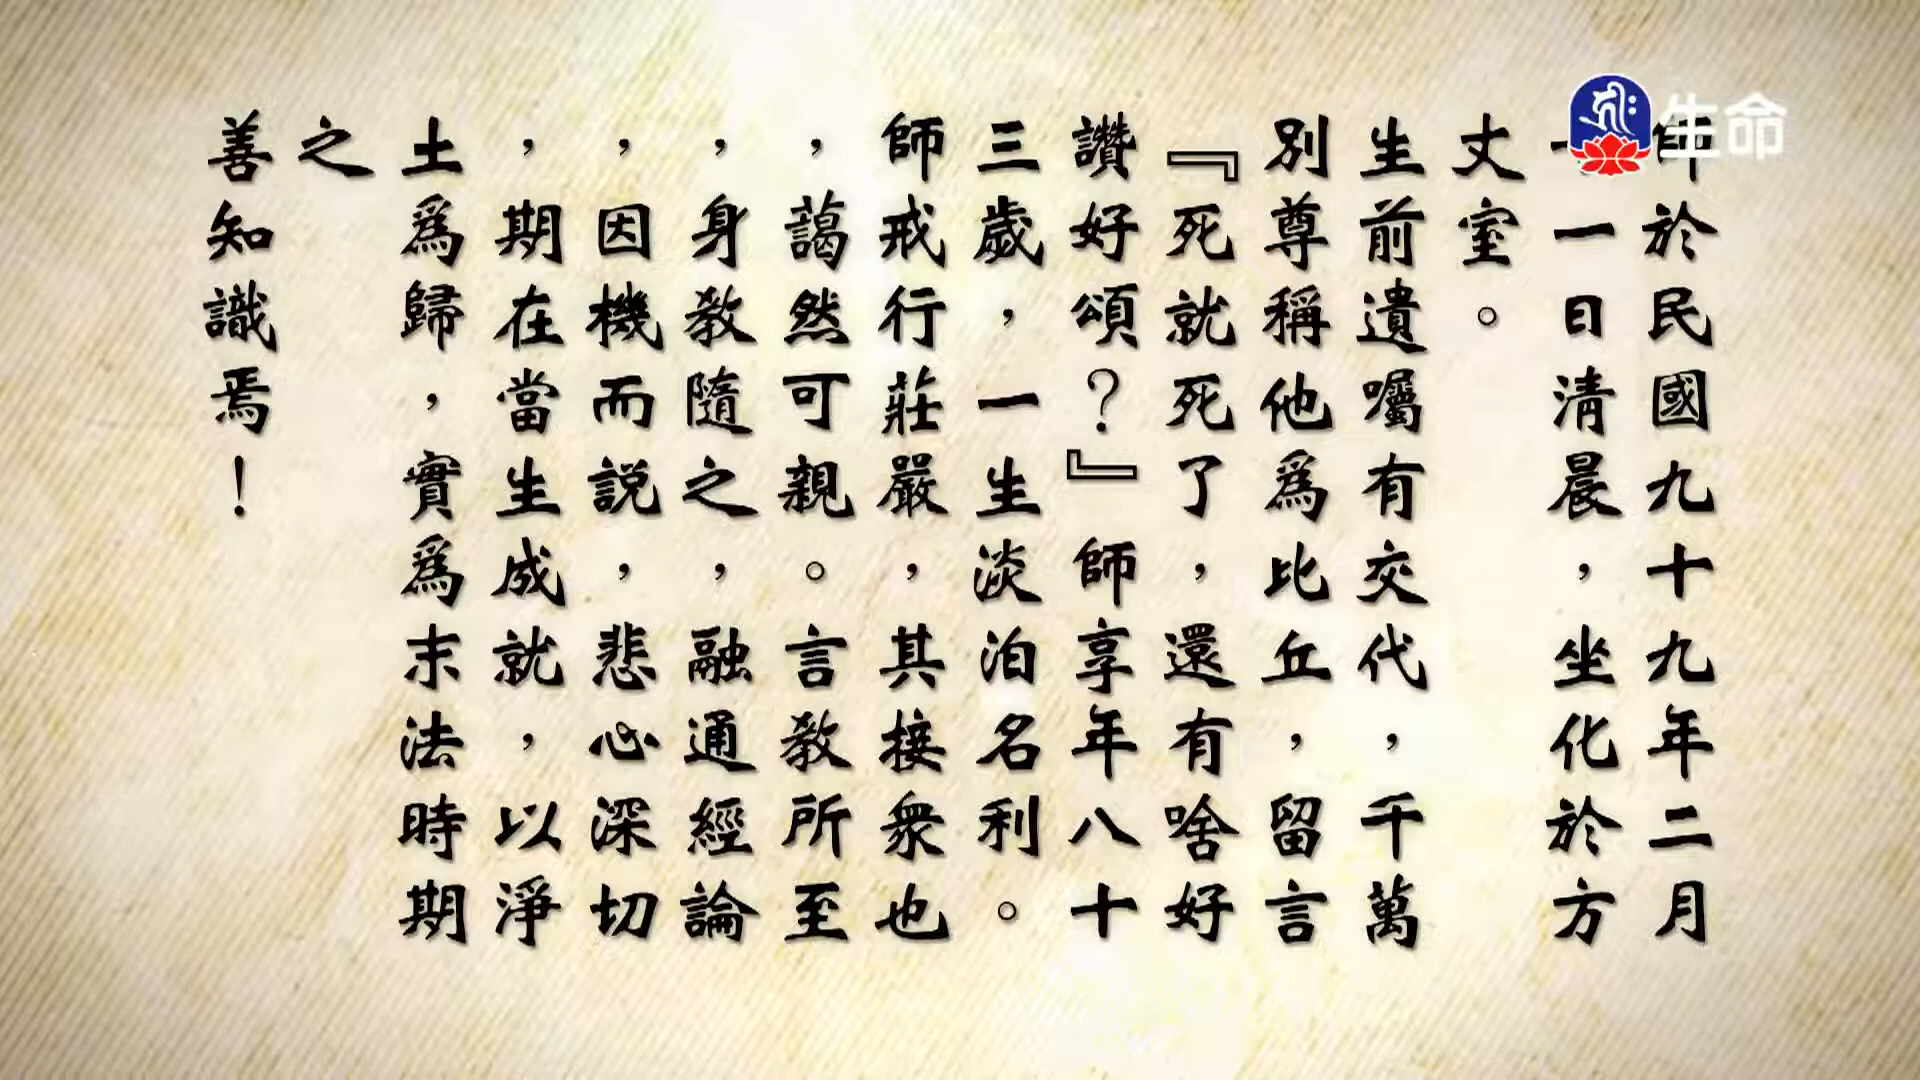 師於民國九十九年二月
一日清晨，坐化於方
丈室。
生前遺囑有交代，千萬
別尊稱他為比丘，留言
『死就死了，還有啥好
讚好頌？』師享年八十
三歲，一生淡泊名利。
師戒行莊嚴，其接衆也
，藹然可親。言教所至
，身教隨之，融通經論
，因機而説，悲心深切
，期在當生成就，以淨
土為歸，實為末法時期
之
善知識焉！
生命